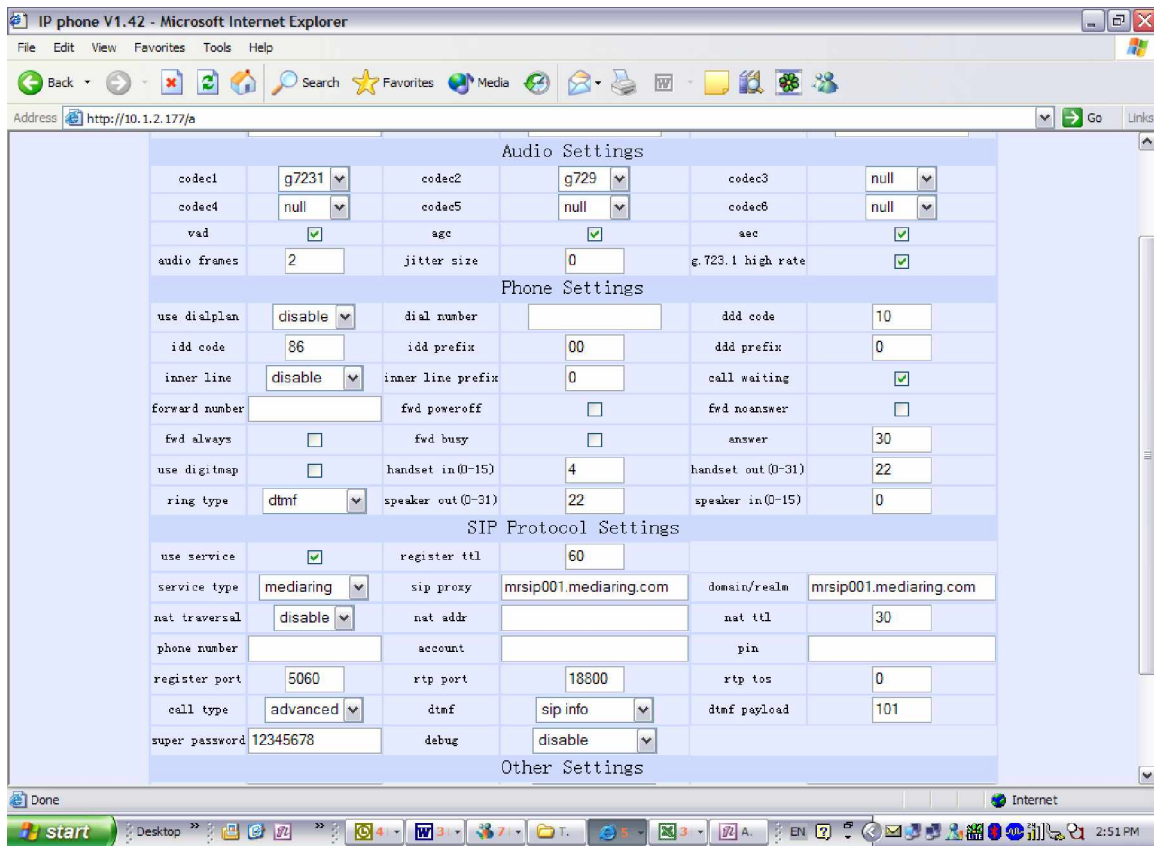 IP phone V1.42 - Microsoft Internet Explorer
File Edit View Favorites Tools Help
Back Search Favorites Media
Address http://10.1.2.177/a Go Links
Audio Settings
codec1 g7231 codec2 g729 codec3 null
codec4 null codec5 null codec6 null
vad agc aec
audio frames 2 jitter size 0 g.723.1 high rate
Phone Settings
use dialplan disable dial number ddd code 10
idd code 86 idd prefix 00 ddd prefix 0
inner line disable inner line prefix 0 call waiting
forward number fwd poweroff fwd noanswer
fwd always fwd busy answer 30
use digitmap handset in(0-15) 4 handset out(0-31) 22
ring type dtmf speaker out(0-31) 22 speaker in(0-15) 0
SIP Protocol Settings
use service register ttl 60
service type mediaring sip proxy mrsip001.mediaring.com domain/realm mrsip001.mediaring.com
nat traversal disable nat addr nat ttl 30
phone number account pin
register port 5060 rtp port 18800 rtp tos 0
call type advanced dtmf sip info dtmf payload 101
super password 12345678 debug disable
Other Settings
Done Internet
start Desktop » » 4 W 3 7 T. 5 3 A. EN 2:51 PM